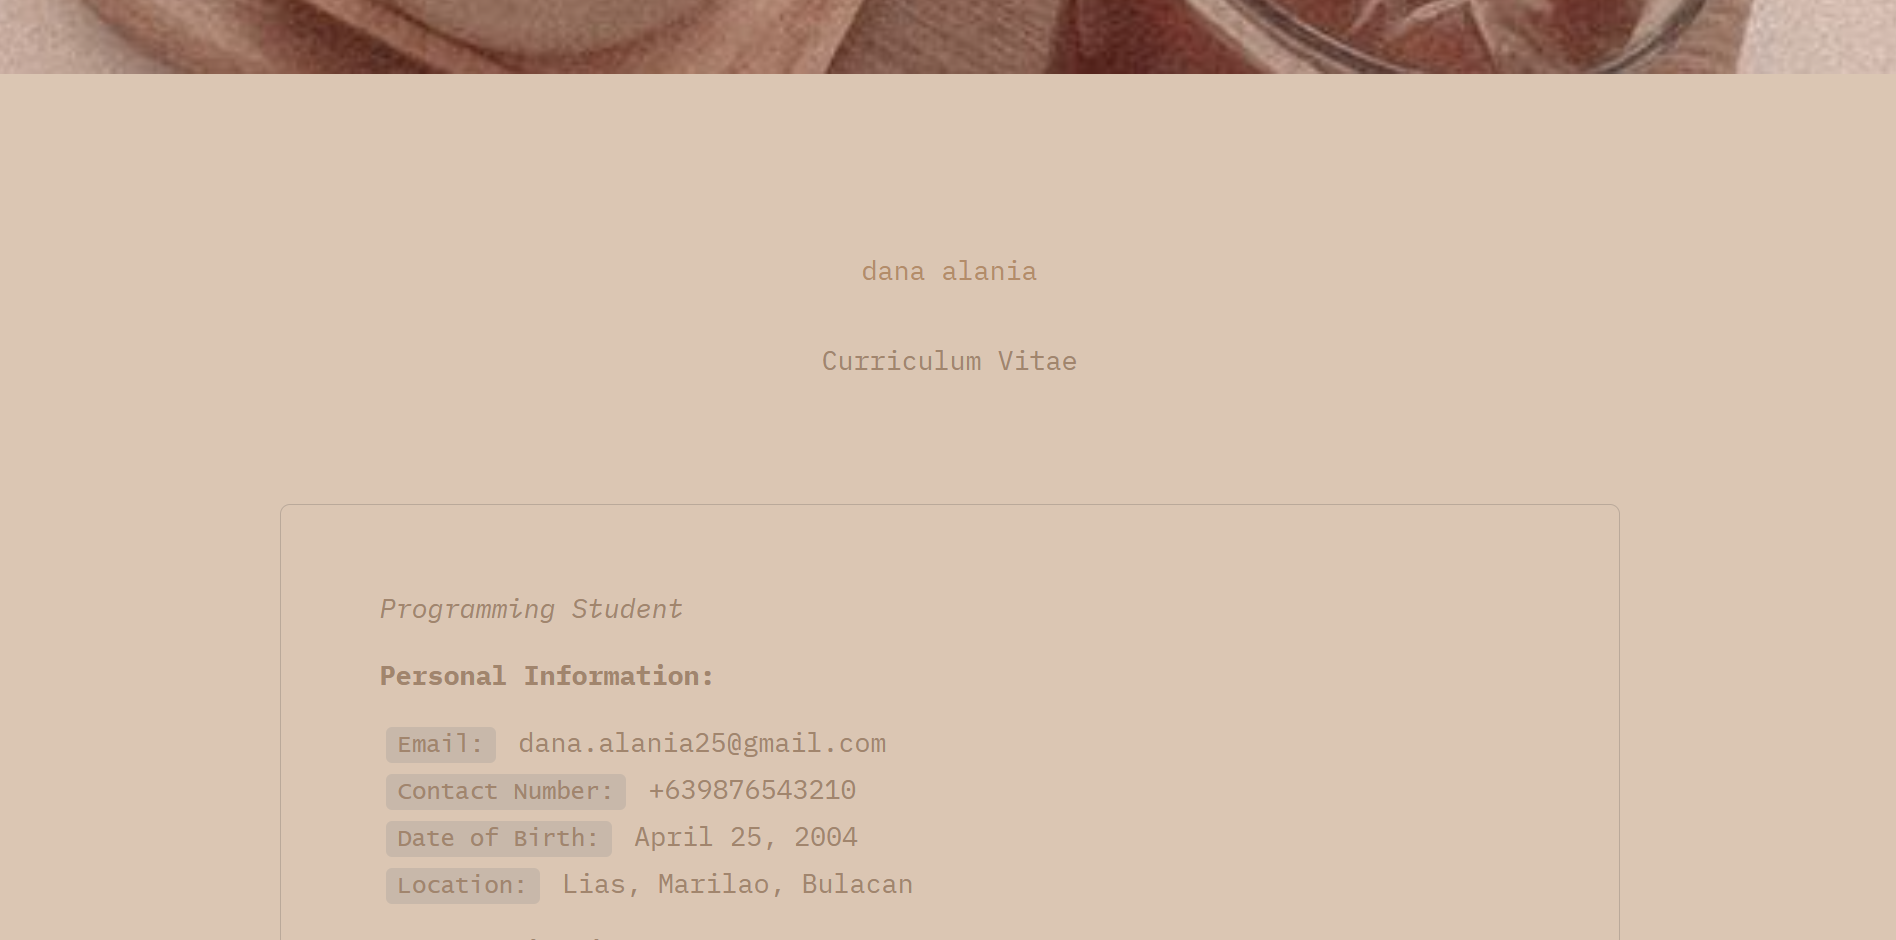 dana alania
Curriculum Vitae
Programming Student
Personal Information:
Email: dana.alania25@gmail.com
Contact Number: +639876543210
Date of Birth: April 25, 2004
Location: Lias, Marilao, Bulacan